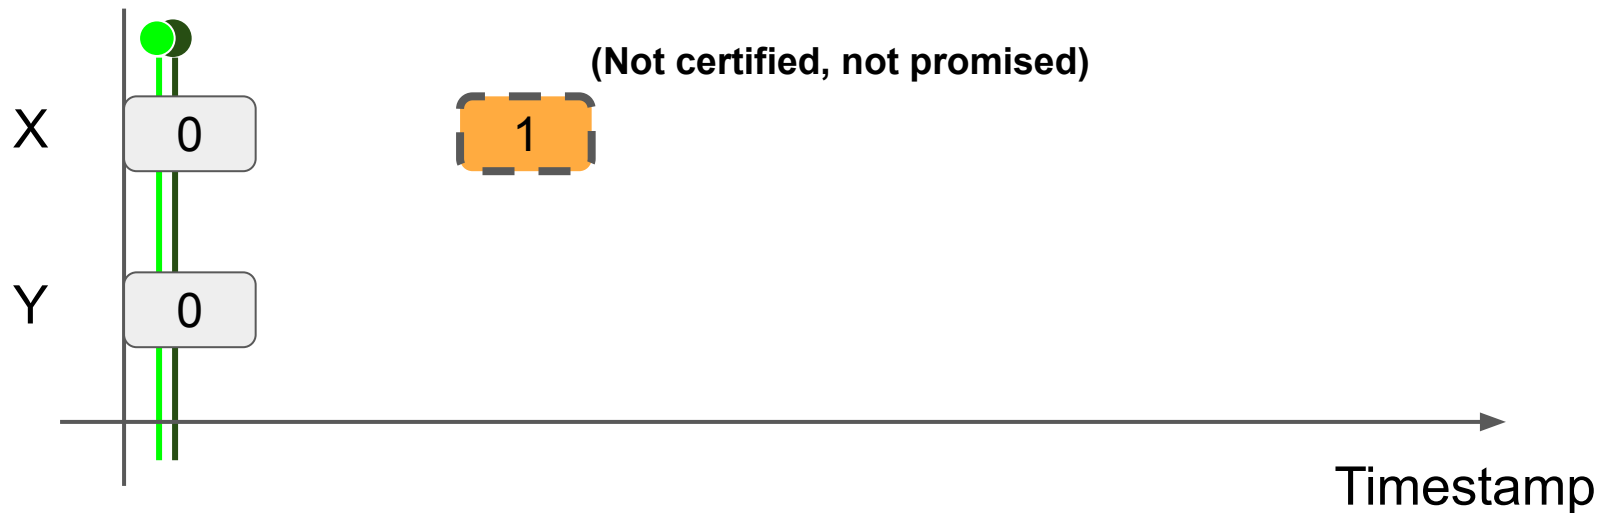 (Not certified, not promised)
X 0 1
Y 0
Timestamp